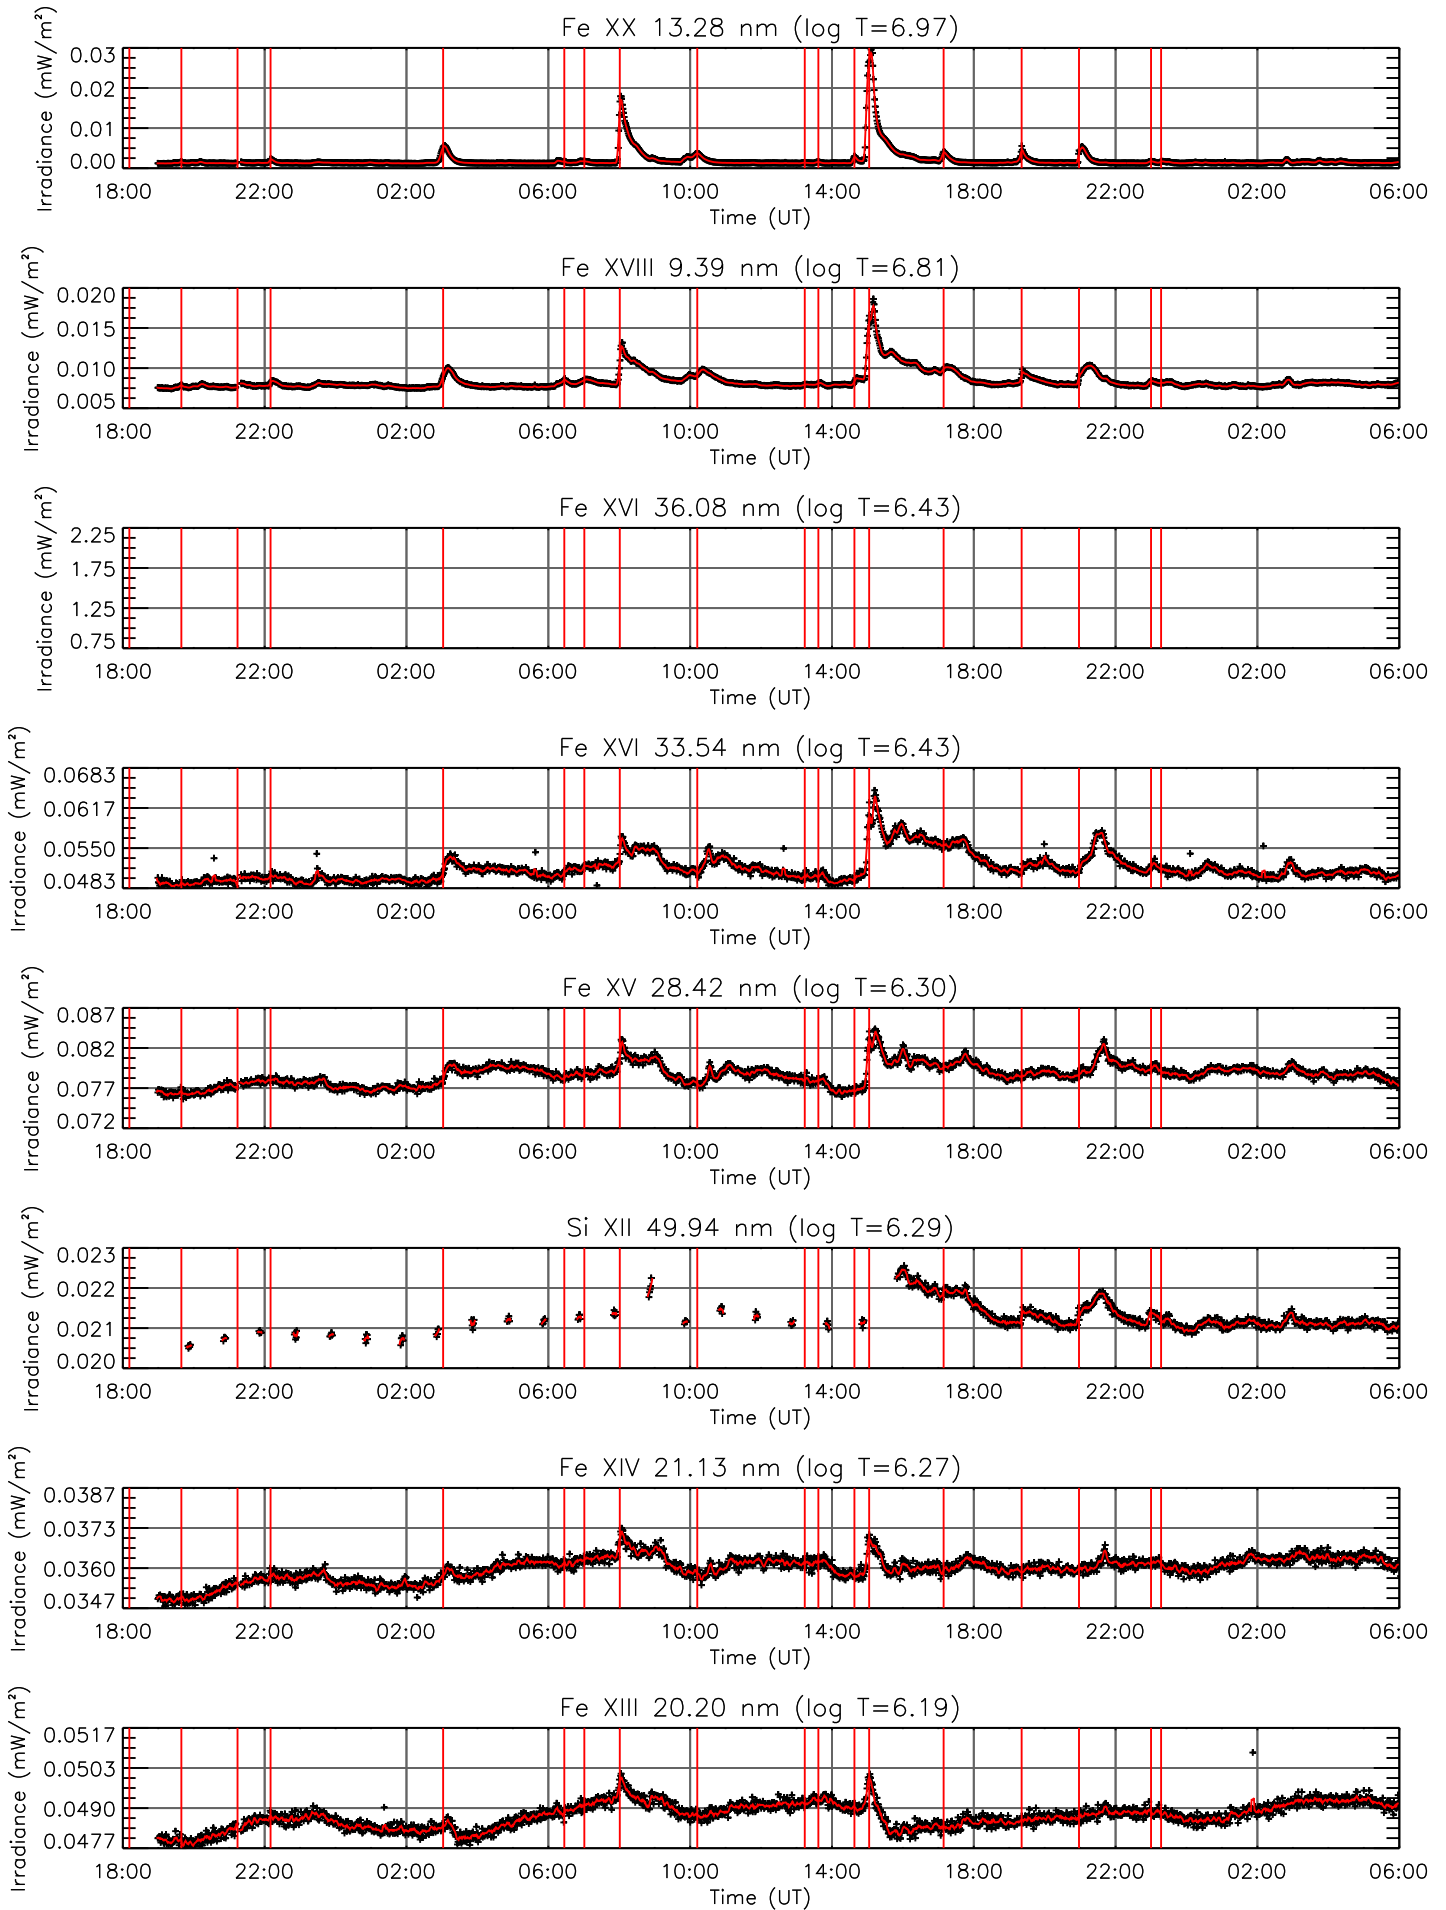 Fe XX 13.28 nm (log T=6.97)
Irradiance (mW/m²)
0.03
0.02
0.01
0.00
18:00 22:00 02:00 06:00 10:00 14:00 18:00 22:00 02:00 06:00
Time (UT)
Fe XVIII 9.39 nm (log T=6.81)
Irradiance (mW/m²)
0.020
0.015
0.010
0.005
18:00 22:00 02:00 06:00 10:00 14:00 18:00 22:00 02:00 06:00
Time (UT)
Fe XVI 36.08 nm (log T=6.43)
Irradiance (mW/m²)
2.25
1.75
1.25
0.75
18:00 22:00 02:00 06:00 10:00 14:00 18:00 22:00 02:00 06:00
Time (UT)
Fe XVI 33.54 nm (log T=6.43)
Irradiance (mW/m²)
0.0683
0.0617
0.0550
0.0483
18:00 22:00 02:00 06:00 10:00 14:00 18:00 22:00 02:00 06:00
Time (UT)
Fe XV 28.42 nm (log T=6.30)
Irradiance (mW/m²)
0.087
0.082
0.077
0.072
18:00 22:00 02:00 06:00 10:00 14:00 18:00 22:00 02:00 06:00
Time (UT)
Si XII 49.94 nm (log T=6.29)
Irradiance (mW/m²)
0.023
0.022
0.021
0.020
18:00 22:00 02:00 06:00 10:00 14:00 18:00 22:00 02:00 06:00
Time (UT)
Fe XIV 21.13 nm (log T=6.27)
Irradiance (mW/m²)
0.0387
0.0373
0.0360
0.0347
18:00 22:00 02:00 06:00 10:00 14:00 18:00 22:00 02:00 06:00
Time (UT)
Fe XIII 20.20 nm (log T=6.19)
Irradiance (mW/m²)
0.0517
0.0503
0.0490
0.0477
18:00 22:00 02:00 06:00 10:00 14:00 18:00 22:00 02:00 06:00
Time (UT)